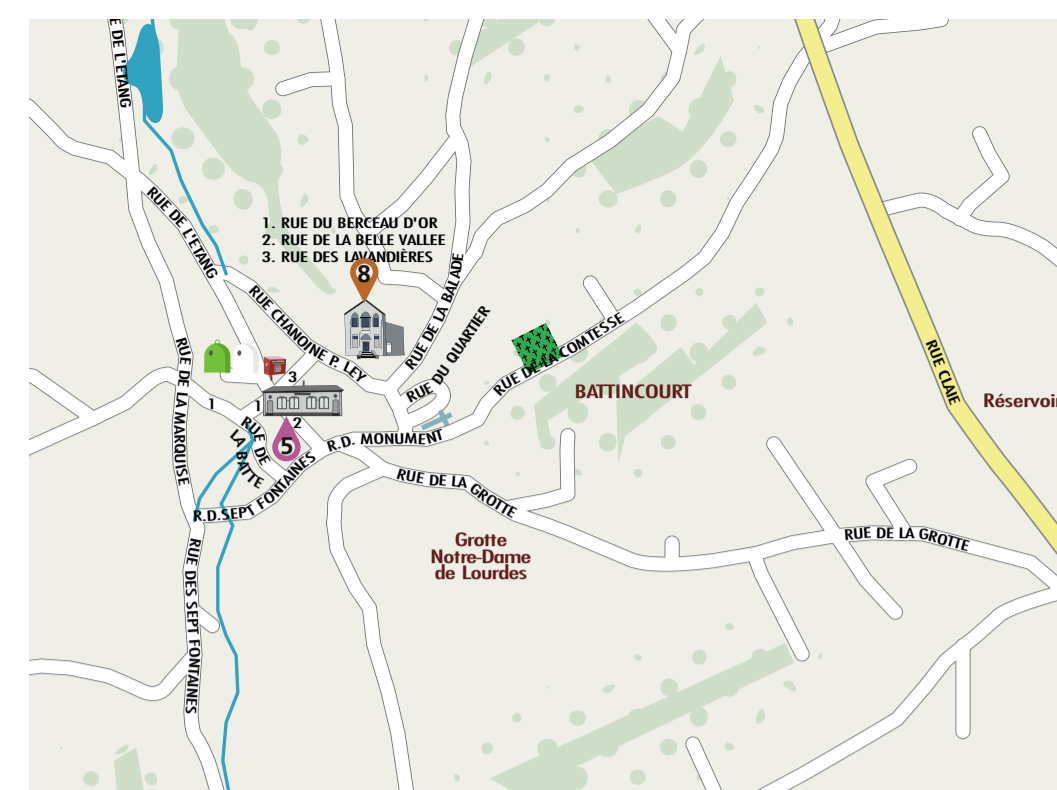 E DE L'ETANG
RUE DE L'ETANG
1. RUE DU BERCEAU D'OR
2. RUE DE LA BELLE VALLEE
3. RUE DES LAVANDIÈRES
8
RUE DE LA BALADE
RUE CHANOINE P. LEY
RUE DU QUARTIER
RUE DE LA COMTESSE
RUE CLAIE
RUE DE LA MARQUISE
3
BATTINCOURT
Réservoi
1
1
2
RUE DE
LA BATTE
5
R.D. MONUMENT
R.D.SEPT FONTAINES
RUE DE LA GROTTE
RUE DE LA GROTTE
Grotte
Notre-Dame
de Lourdes
RUE DES SEPT FONTAINES